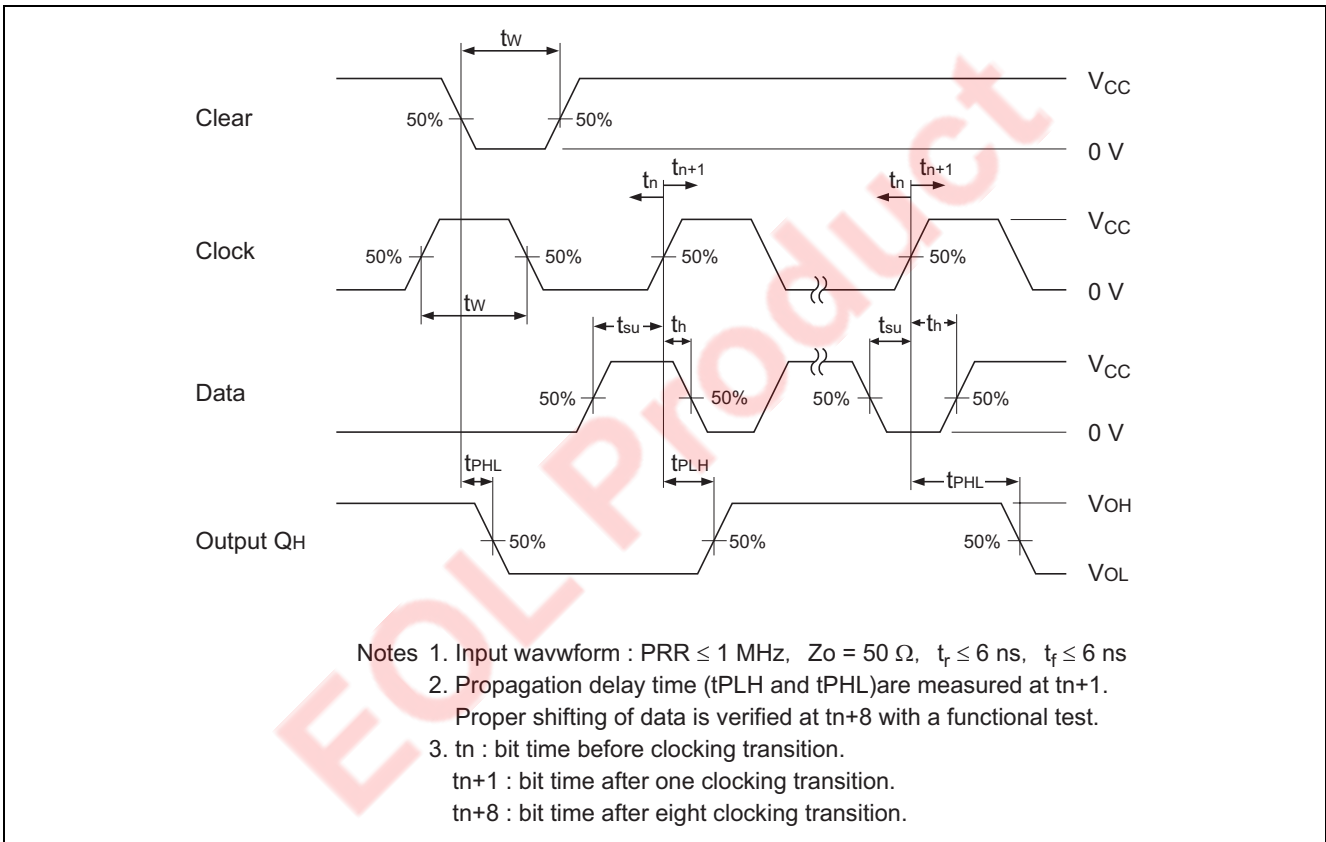 tw
Clear 50% 50% VCC
0 V
tn tn+1 tn tn+1
Clock 50% 50% 50% 50% VCC
0 V
tw
tsu th tsu th
Data 50% 50% 50% 50% VCC
0 V
tPHL tPLH tPHL
Output QH 50% 50% 50% VOH
VOL
Notes 1. Input wavwform : PRR ≤ 1 MHz, Zo = 50 Ω, tr ≤ 6 ns, tf ≤ 6 ns
2. Propagation delay time (tPLH and tPHL)are measured at tn+1.
Proper shifting of data is verified at tn+8 with a functional test.
3. tn : bit time before clocking transition.
tn+1 : bit time after one clocking transition.
tn+8 : bit time after eight clocking transition.
EOL Product